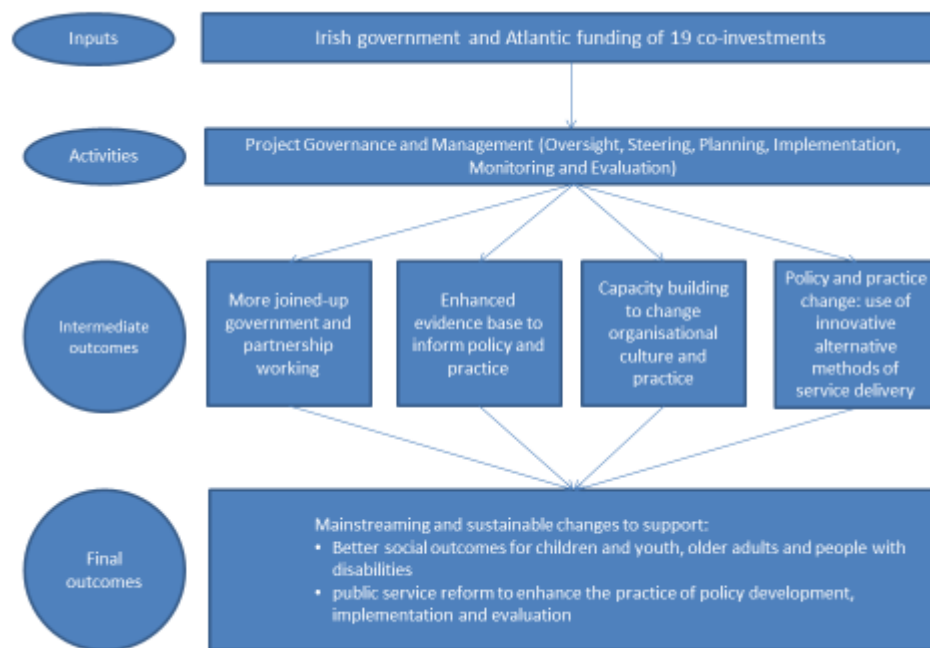 Inputs
Irish government and Atlantic funding of 19 co-investments
Activities
Project Governance and Management (Oversight, Steering, Planning, Implementation,
Monitoring and Evaluation)
Intermediate
outcomes
More joined-up
government and
partnership
working
Enhanced
evidence base to
inform policy and
practice
Capacity building
to change
organisational
culture and
practice
Policy and practice
change: use of
innovative
alternative
methods of
service delivery
Final
outcomes
Mainstreaming and sustainable changes to support:
• Better social outcomes for children and youth, older adults and people with
disabilities
• public service reform to enhance the practice of policy development,
implementation and evaluation